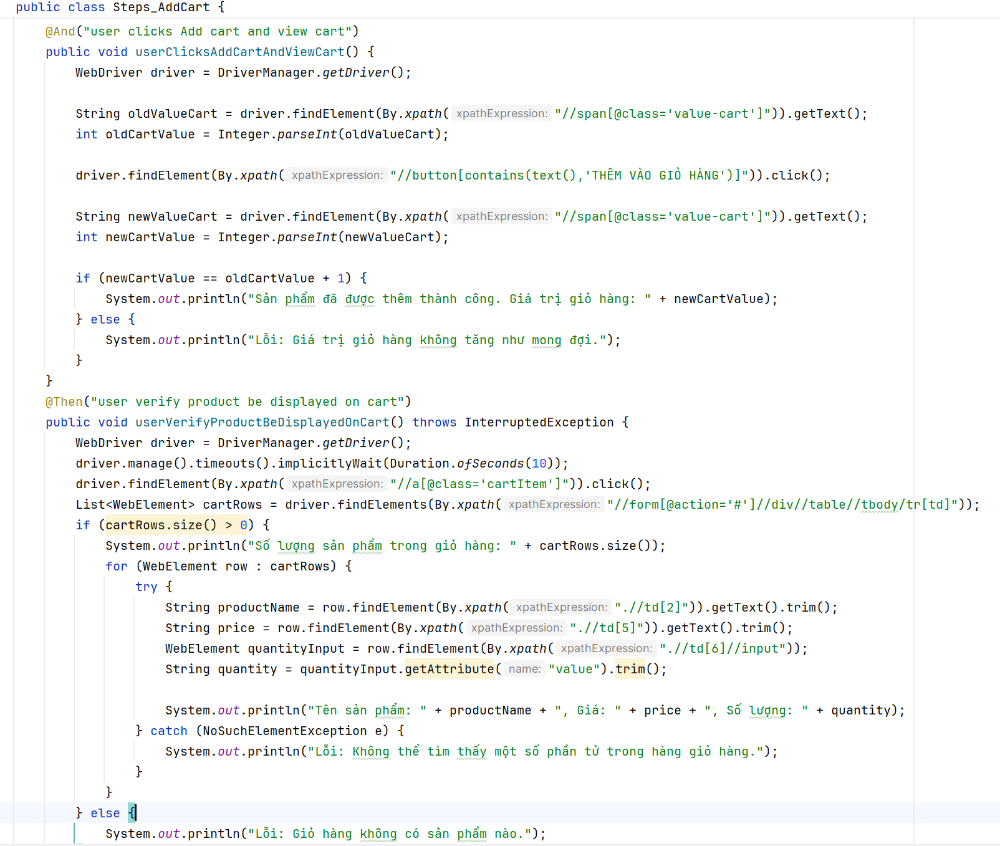 public class Steps_AddCart {
@And("user clicks Add cart and view cart")
public void userClicksAddCartAndViewCart() {
WebDriver driver = DriverManager.getDriver();
String oldValueCart = driver.findElement(By.xpath( xpathExpression: "//span[@class='value-cart']")).getText();
int oldCartValue = Integer.parseInt(oldValueCart);
driver.findElement(By.xpath( xpathExpression: "//button[contains(text(),'THÊM VÀO GIỎ HÀNG')]")).click();
String newValueCart = driver.findElement(By.xpath( xpathExpression: "//span[@class='value-cart']")).getText();
int newCartValue = Integer.parseInt(newValueCart);
if (newCartValue == oldCartValue + 1) {
System.out.println("Sản phẩm đã được thêm thành công. Giá trị giỏ hàng: " + newCartValue);
} else {
System.out.println("Lỗi: Giá trị giỏ hàng không tăng như mong đợi.");
}
}
@Then("user verify product be displayed on cart")
public void userVerifyProductBeDisplayedOnCart() throws InterruptedException {
WebDriver driver = DriverManager.getDriver();
driver.manage().timeouts().implicitlyWait(Duration.ofSeconds(10));
driver.findElement(By.xpath( xpathExpression: "//a[@class='cartItem']")).click();
List<WebElement> cartRows = driver.findElements(By.xpath( xpathExpression: "//form[@action='#']//div//table//tbody/tr[td]"));
if (cartRows.size() > 0) {
System.out.println("Số lượng sản phẩm trong giỏ hàng: " + cartRows.size());
for (WebElement row : cartRows) {
try {
String productName = row.findElement(By.xpath( xpathExpression: ".//td[2]")).getText().trim();
String price = row.findElement(By.xpath( xpathExpression: ".//td[5]")).getText().trim();
WebElement quantityInput = row.findElement(By.xpath( xpathExpression: ".//td[6]//input"));
String quantity = quantityInput.getAttribute( name: "value").trim();
System.out.println("Tên sản phẩm: " + productName + ", Giá: " + price + ", Số lượng: " + quantity);
} catch (NoSuchElementException e) {
System.out.println("Lỗi: Không thể tìm thấy một số phần tử trong hàng giỏ hàng.");
}
}
} else {
System.out.println("Lỗi: Giỏ hàng không có sản phẩm nào.");